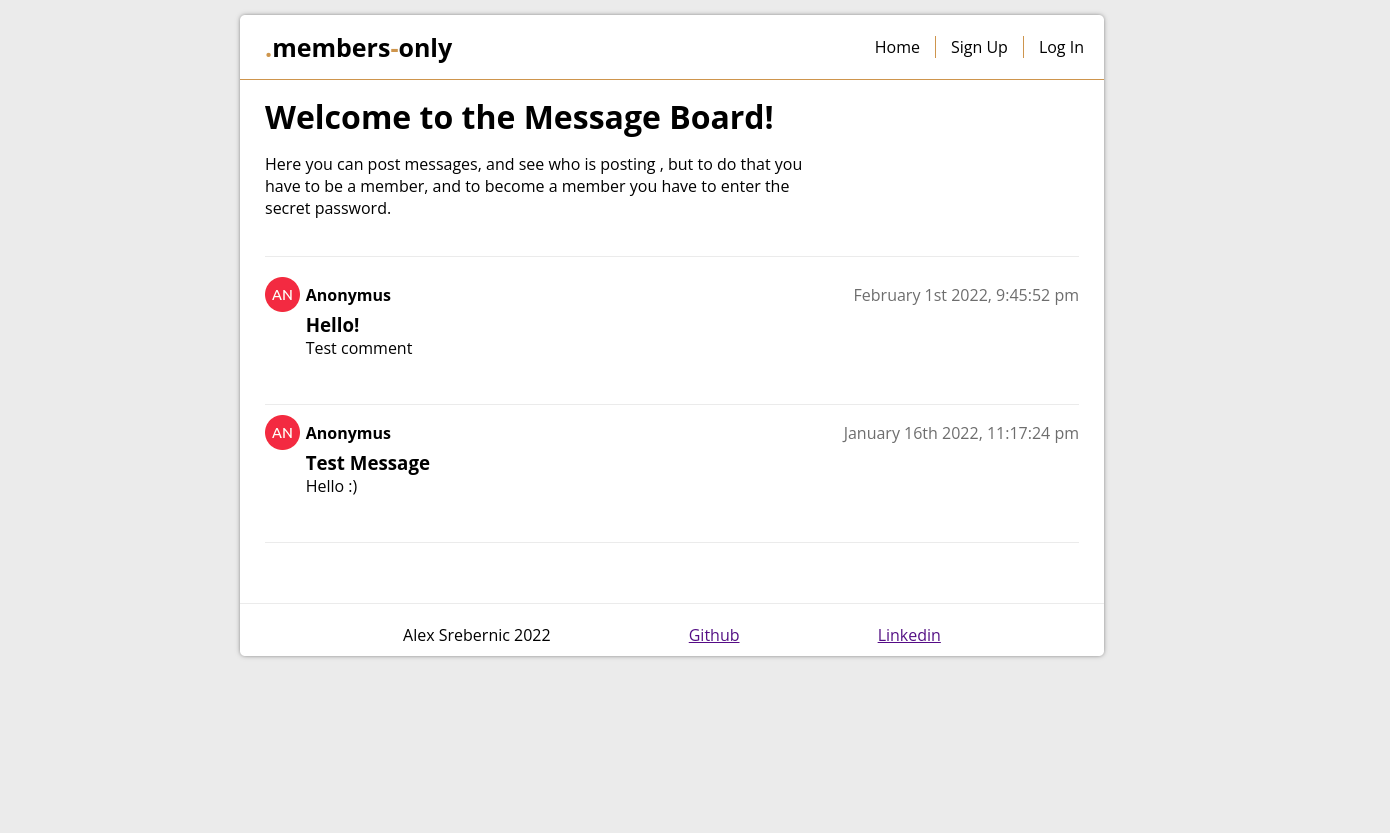 .members-only
Home
Sign Up
Log In
Welcome to the Message Board!
Here you can post messages, and see who is posting , but to do that you
have to be a member, and to become a member you have to enter the
secret password.
AN
Anonymus
February 1st 2022, 9:45:52 pm
Hello!
Test comment
AN
Anonymus
January 16th 2022, 11:17:24 pm
Test Message
Hello :)
Alex Srebernic 2022
Github
Linkedin